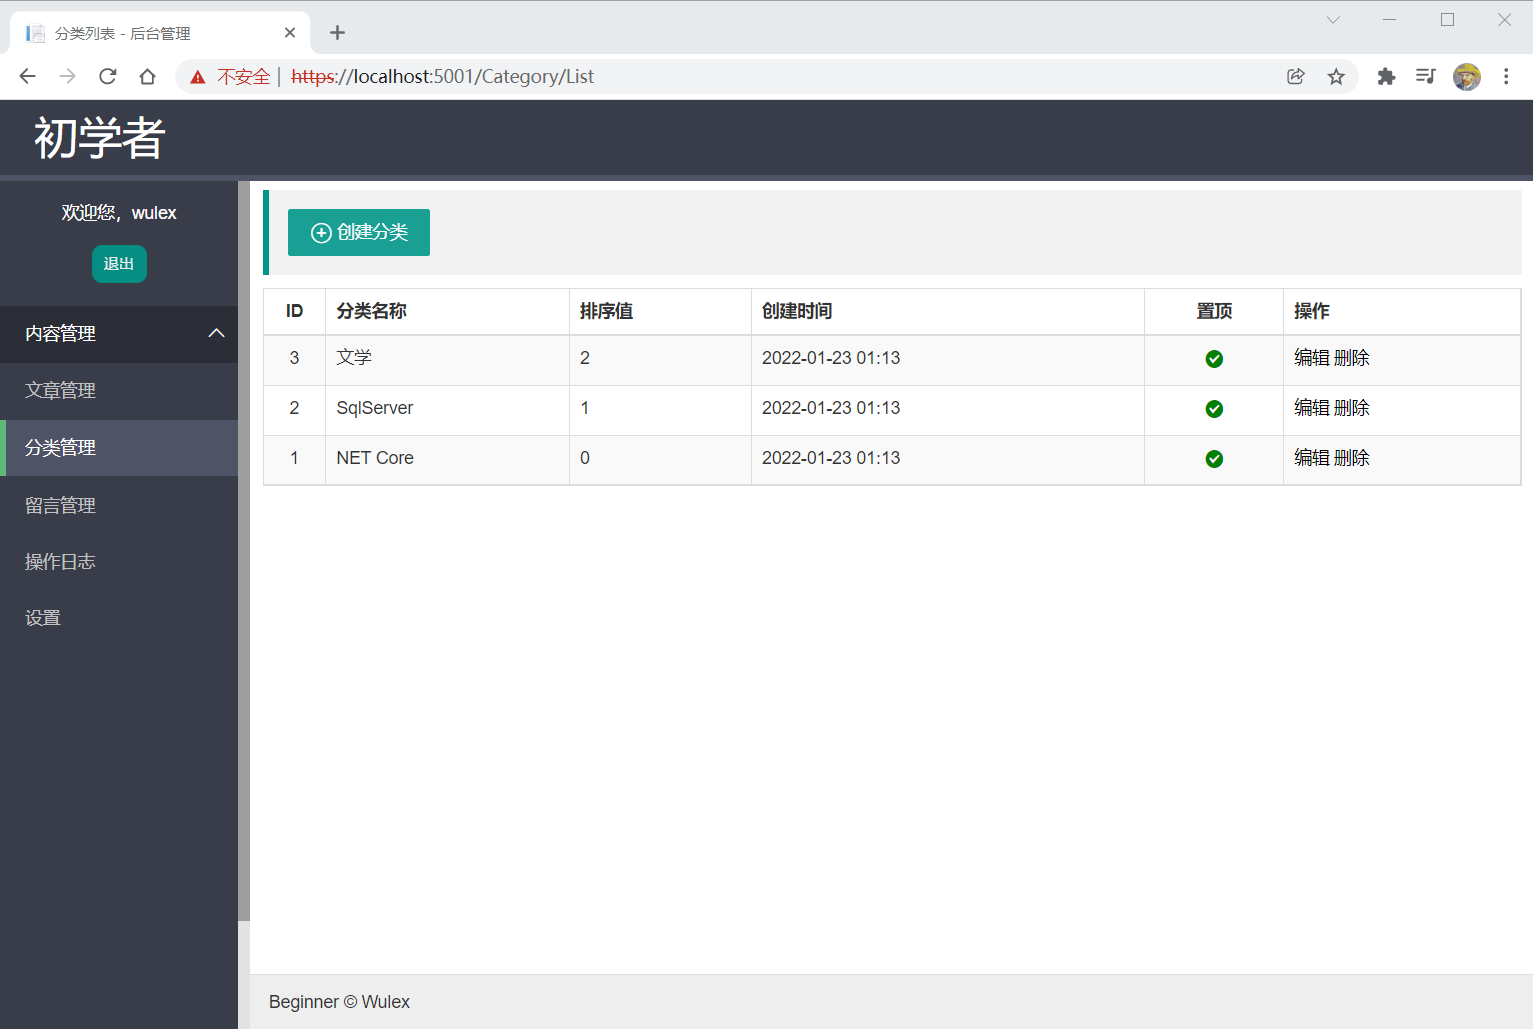 分类列表 - 后台管理
不安全 | https://localhost:5001/Category/List
初学者
欢迎您，wulex
退出
内容管理
文章管理
分类管理
留言管理
操作日志
设置
创建分类
ID 分类名称 排序值 创建时间 置顶 操作
3 文学 2 2022-01-23 01:13 编辑 删除
2 SqlServer 1 2022-01-23 01:13 编辑 删除
1 NET Core 0 2022-01-23 01:13 编辑 删除
Beginner © Wulex